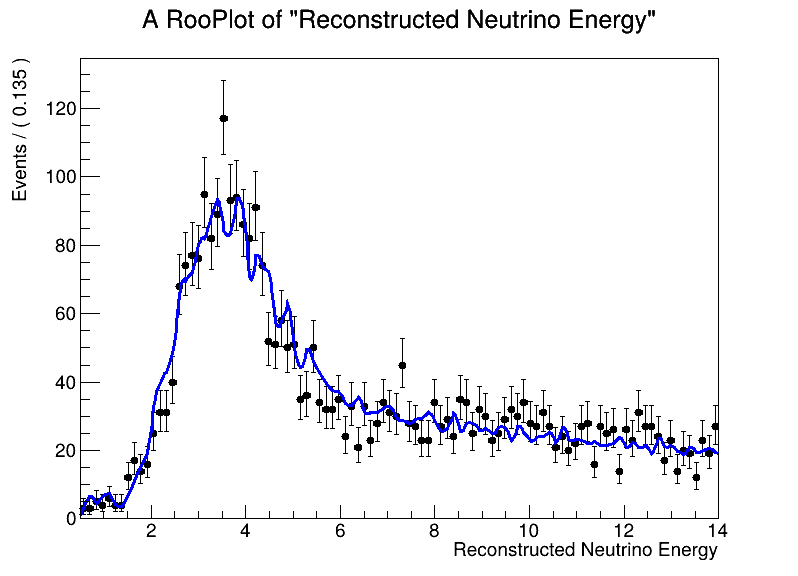 A RooPlot of "Reconstructed Neutrino Energy"
Events / ( 0.135 )
120
100
80
60
40
20
0
2 4 6 8 10 12 14
Reconstructed Neutrino Energy